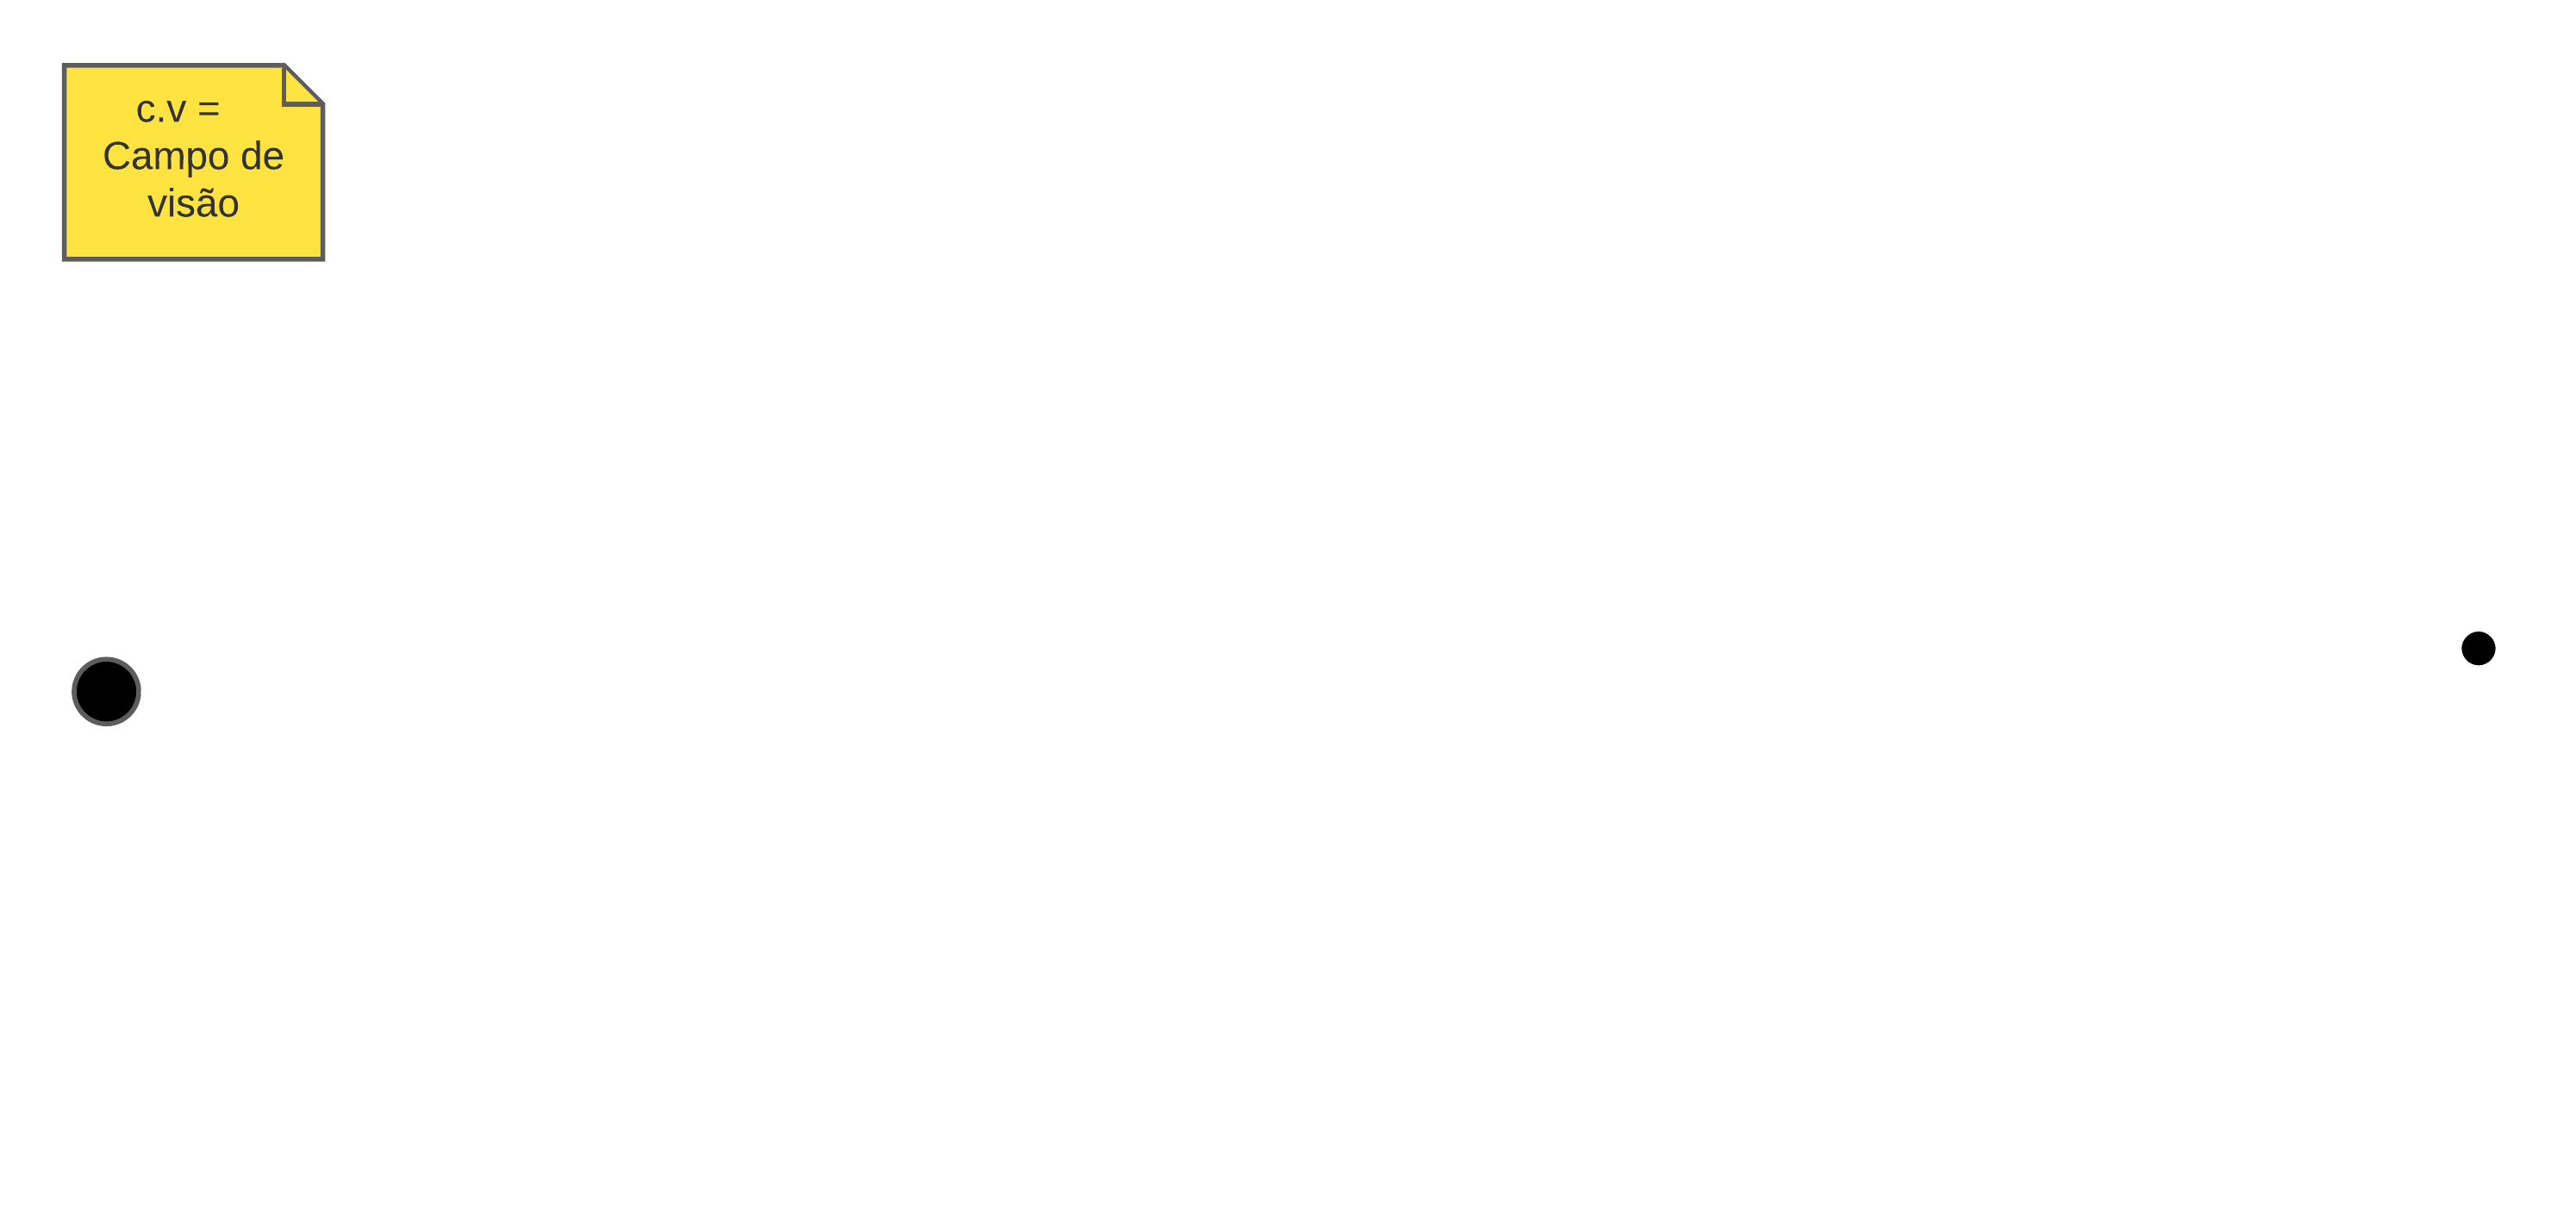 c.v =
Campo de
visão